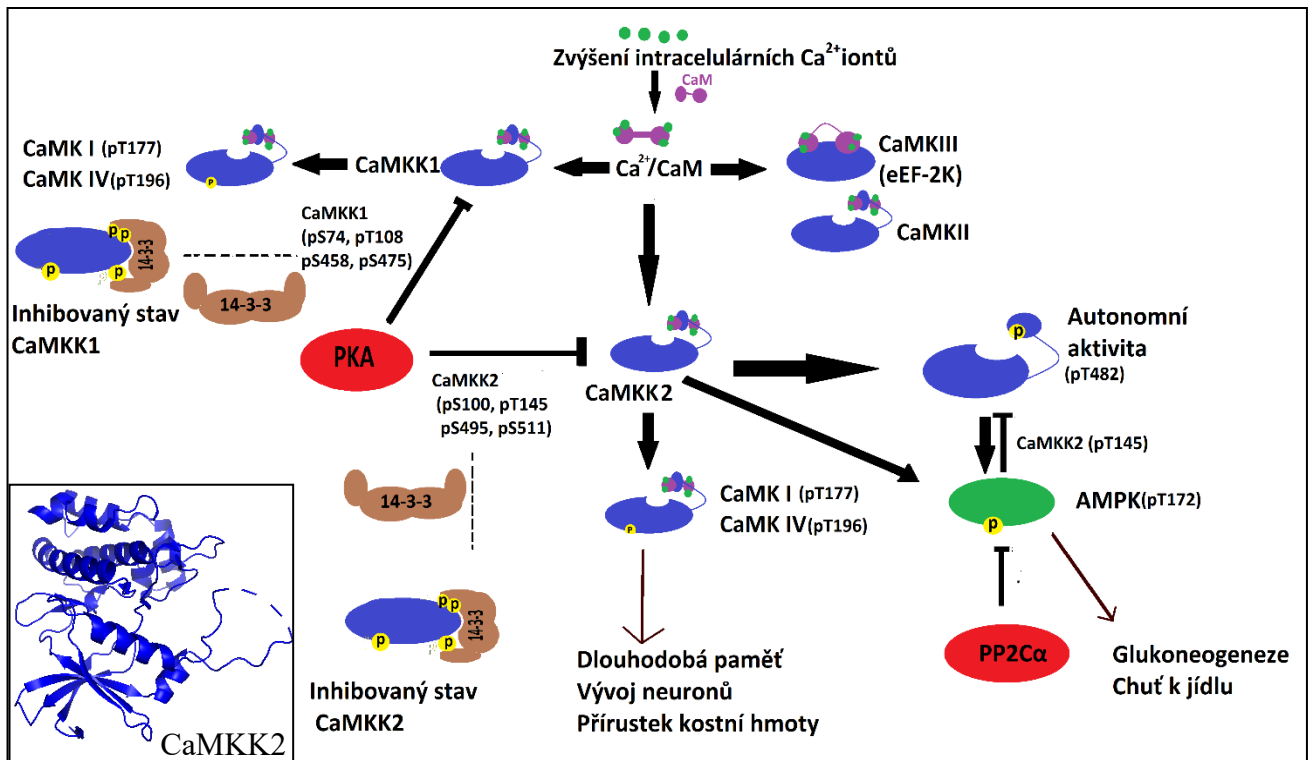 Zvýšení intracelulárních Ca²⁺iontů
CaM
Ca²⁺/CaM
CaMKIII
(eEF-2K)
CaMKII
CaMKK1
CaMK I (pT177)
CaMK IV(pT196)
p
CaMKK1
(pS74, pT108
pS458, pS475)
p p
p
p
14-3-3
14-3-3
Inhibovaný stav
CaMKK1
PKA
CaMKK2
CaMKK2
(pS100, pT145
pS495, pS511)
p
Autonomní
aktivita
(pT482)
CaMKK2 (pT145)
AMPK(pT172)
p
PP2Cα
Glukoneogeneze
Chuť k jídlu
CaMK I (pT177)
CaMK IV(pT196)
p
14-3-3
p p
p
p
14-3-3
Inhibovaný stav
CaMKK2
Dlouhodobá paměť
Vývoj neuronů
Přírustek kostní hmoty
CaMKK2